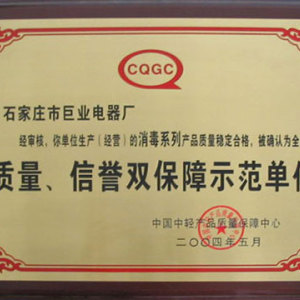 CQGC
石家庄市巨业电器厂
经审核、你单位生产（经营）的消毒系列产品质量稳定合格，被确认为全
质量、信誉双保障示范单位
中国中轻产品质量保障中心
二〇〇四年五月